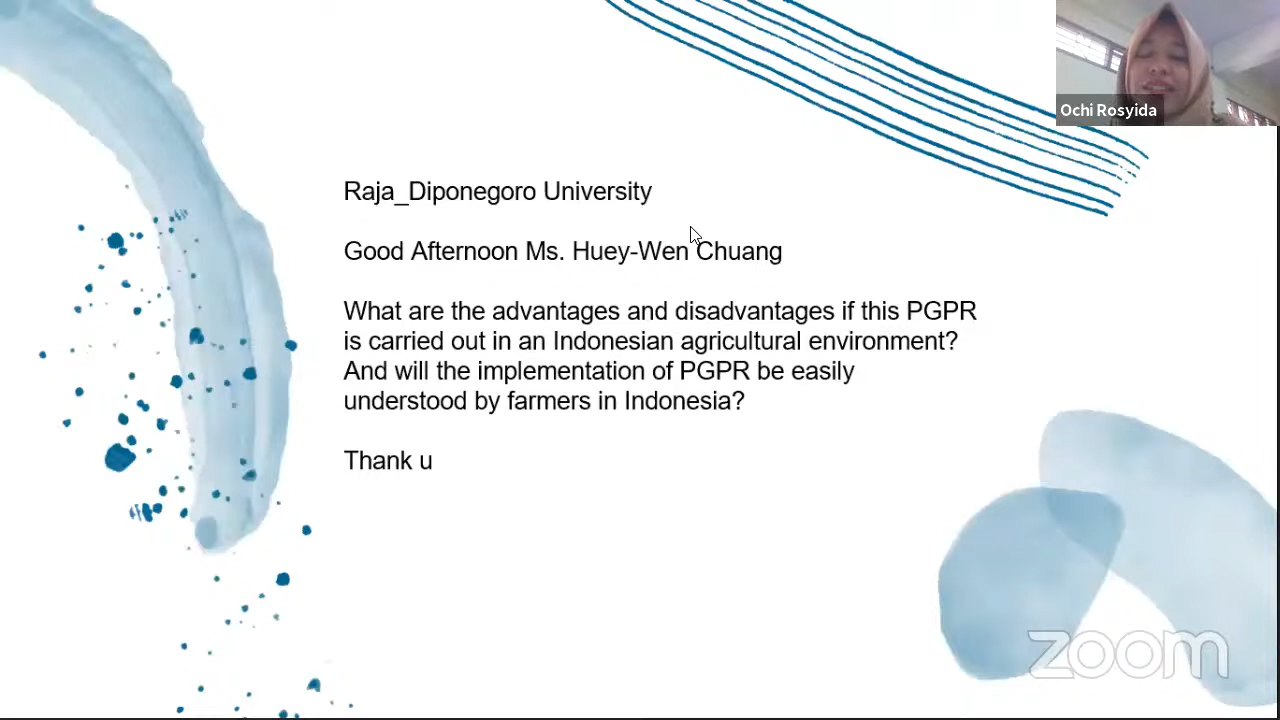 Ochi Rosyida
Raja_Diponegoro University
Good Afternoon Ms. Huey-Wen Chuang
What are the advantages and disadvantages if this PGPR
is carried out in an Indonesian agricultural environment?
And will the implementation of PGPR be easily
understood by farmers in Indonesia?
Thank u
zoom